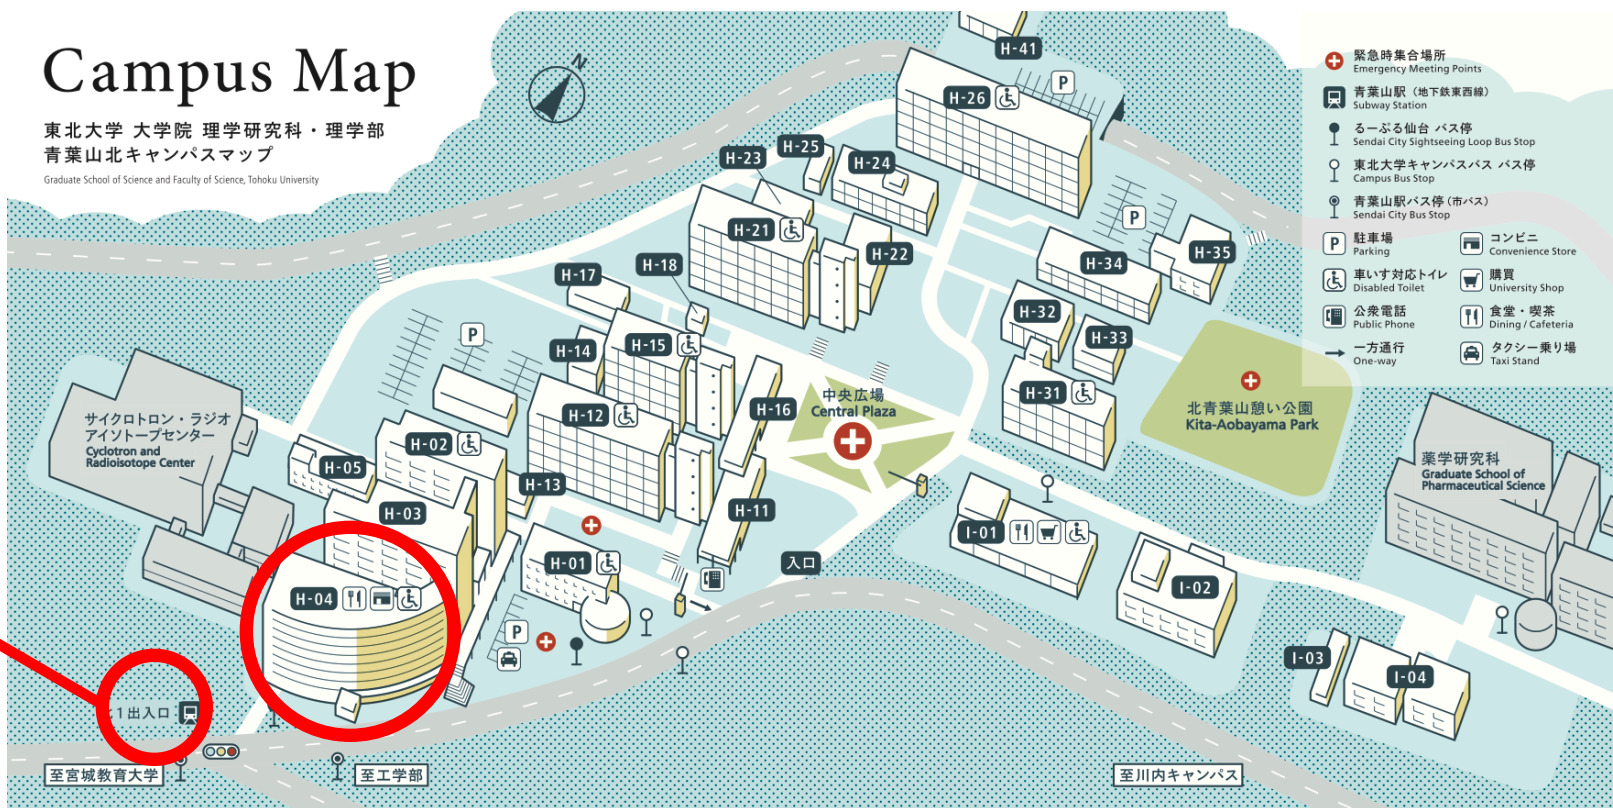 Campus Map
東北大学 大学院 理学研究科・理学部
青葉山北キャンパスマップ
Graduate School of Science and Faculty of Science, Tohoku University
N
H-41
P
H-26
H-25
H-23
H-24
P
H-21
H-22
H-35
H-34
H-18
H-17
H-32
H-33
P
H-15
H-14
H-31
H-16
H-12
中央広場
Central Plaza
北青葉山憩い公園
Kita-Aobayama Park
サイクロトロン・ラジオ
アイソトープセンター
Cyclotron and
Radioisotope Center
H-02
H-05
H-13
H-03
H-11
薬学研究科
Graduate School of
Pharmaceutical Science
I-01
H-01
入口
I-02
H-04
P
I-03
I-04
1出入口
至宮城教育大学
至工学部
至川内キャンパス
緊急時集合場所
Emergency Meeting Points
青葉山駅（地下鉄東西線）
Subway Station
るーぷる仙台 バス停
Sendai City Sightseeing Loop Bus Stop
東北大学キャンパスバス バス停
Campus Bus Stop
青葉山駅バス停（市バス）
Sendai City Bus Stop
P
駐車場
Parking
コンビニ
Convenience Store
車いす対応トイレ
Disabled Toilet
購買
University Shop
公衆電話
Public Phone
食堂・喫茶
Dining / Cafeteria
一方通行
One-way
タクシー乗り場
Taxi Stand